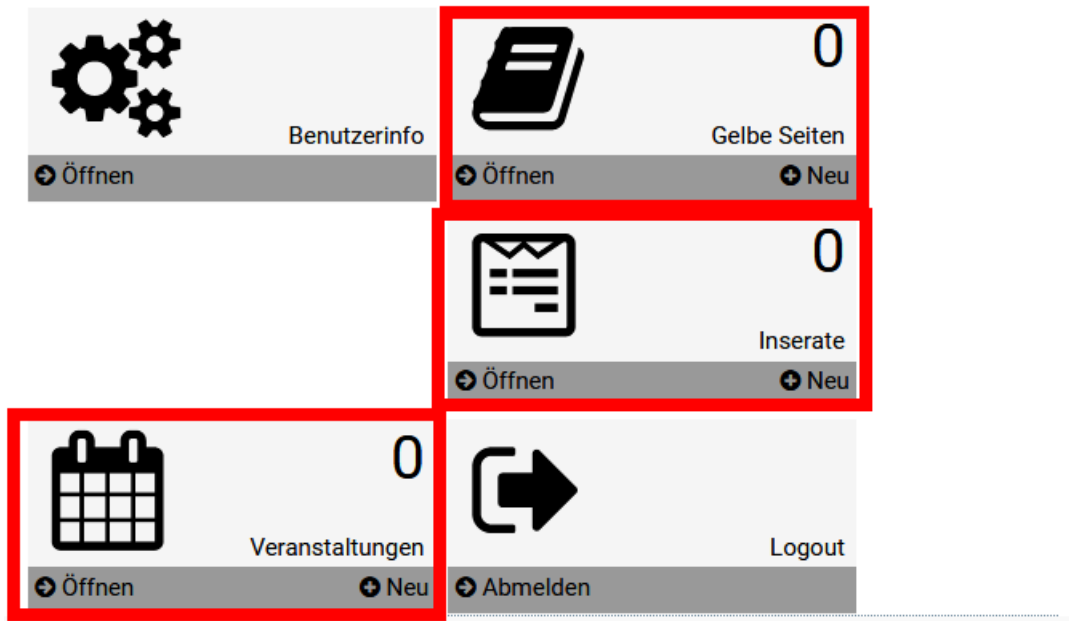 Benutzerinfo
Öffnen
0
Gelbe Seiten
Öffnen Neu
0
Inserate
Öffnen Neu
0
Veranstaltungen
Öffnen Neu
Logout
Abmelden